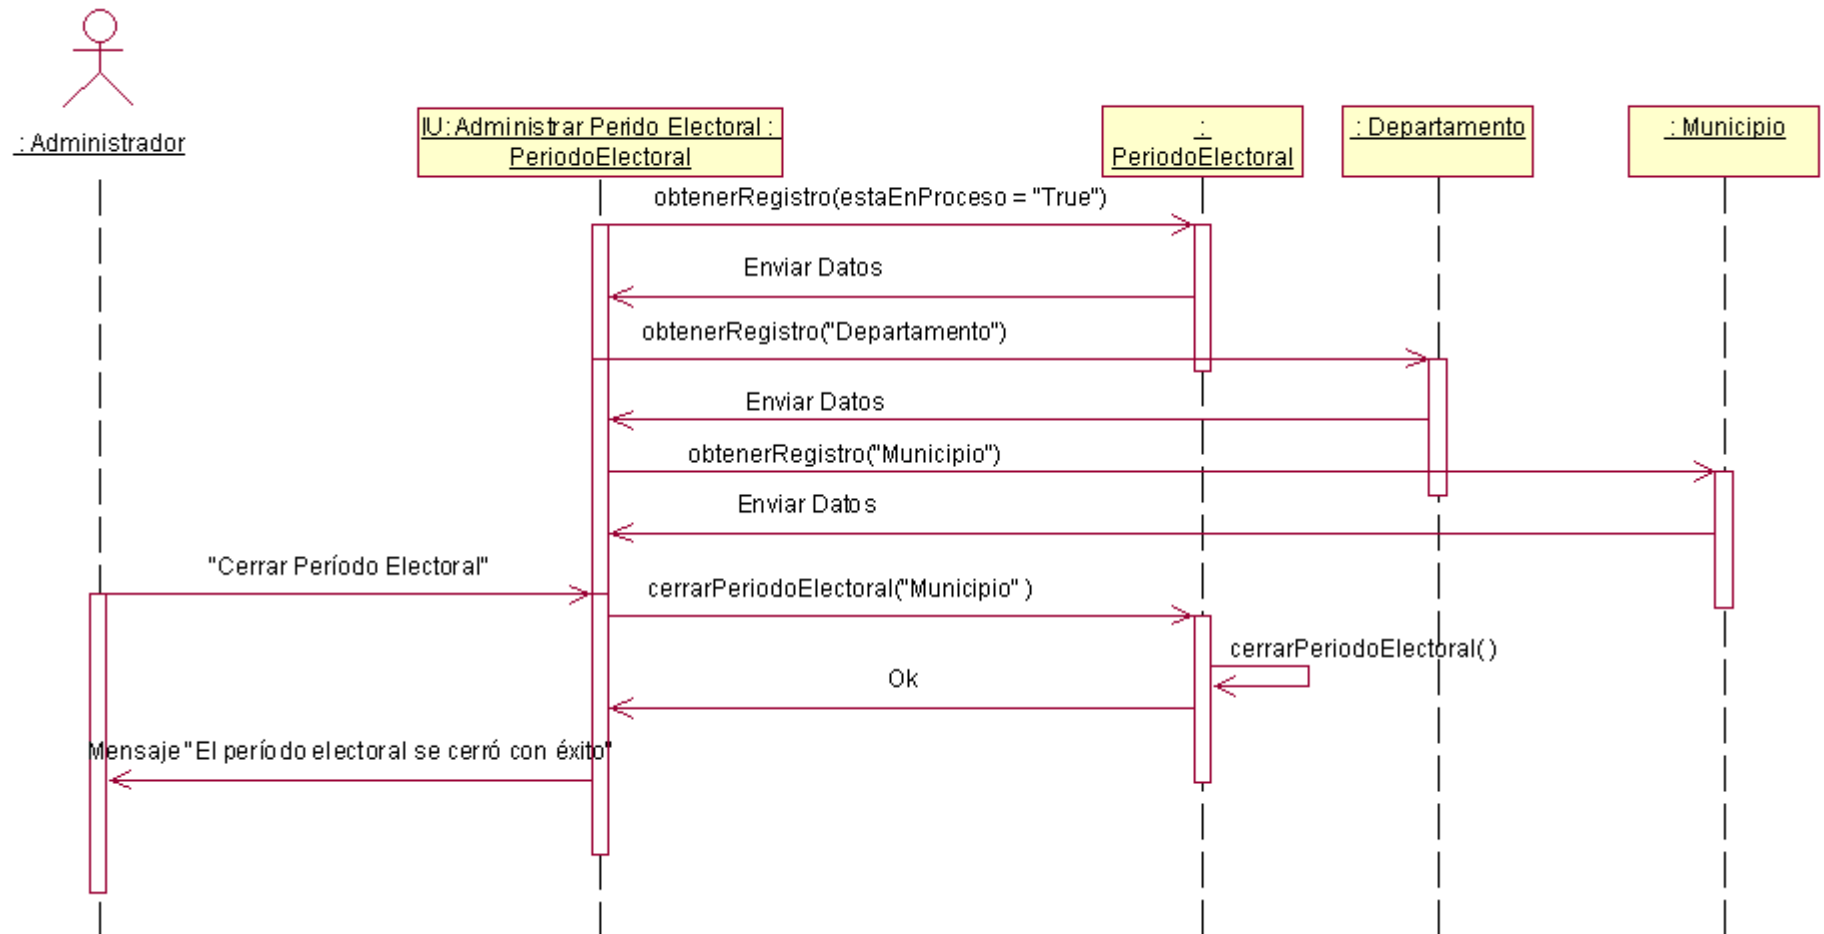 : Administrador
IU: Administrar Perido Electoral :
PeriodoElectoral
:
PeriodoElectoral
: Departamento
: Municipio
obtenerRegistro(estaEnProceso = "True")
Enviar Datos
obtenerRegistro("Departamento")
Enviar Datos
obtenerRegistro("Municipio")
Enviar Datos
"Cerrar Período Electoral"
cerrarPeriodoElectoral("Municipio" )
cerrarPeriodoElectoral( )
Ok
Mensaje "El período electoral se cerró con éxito"